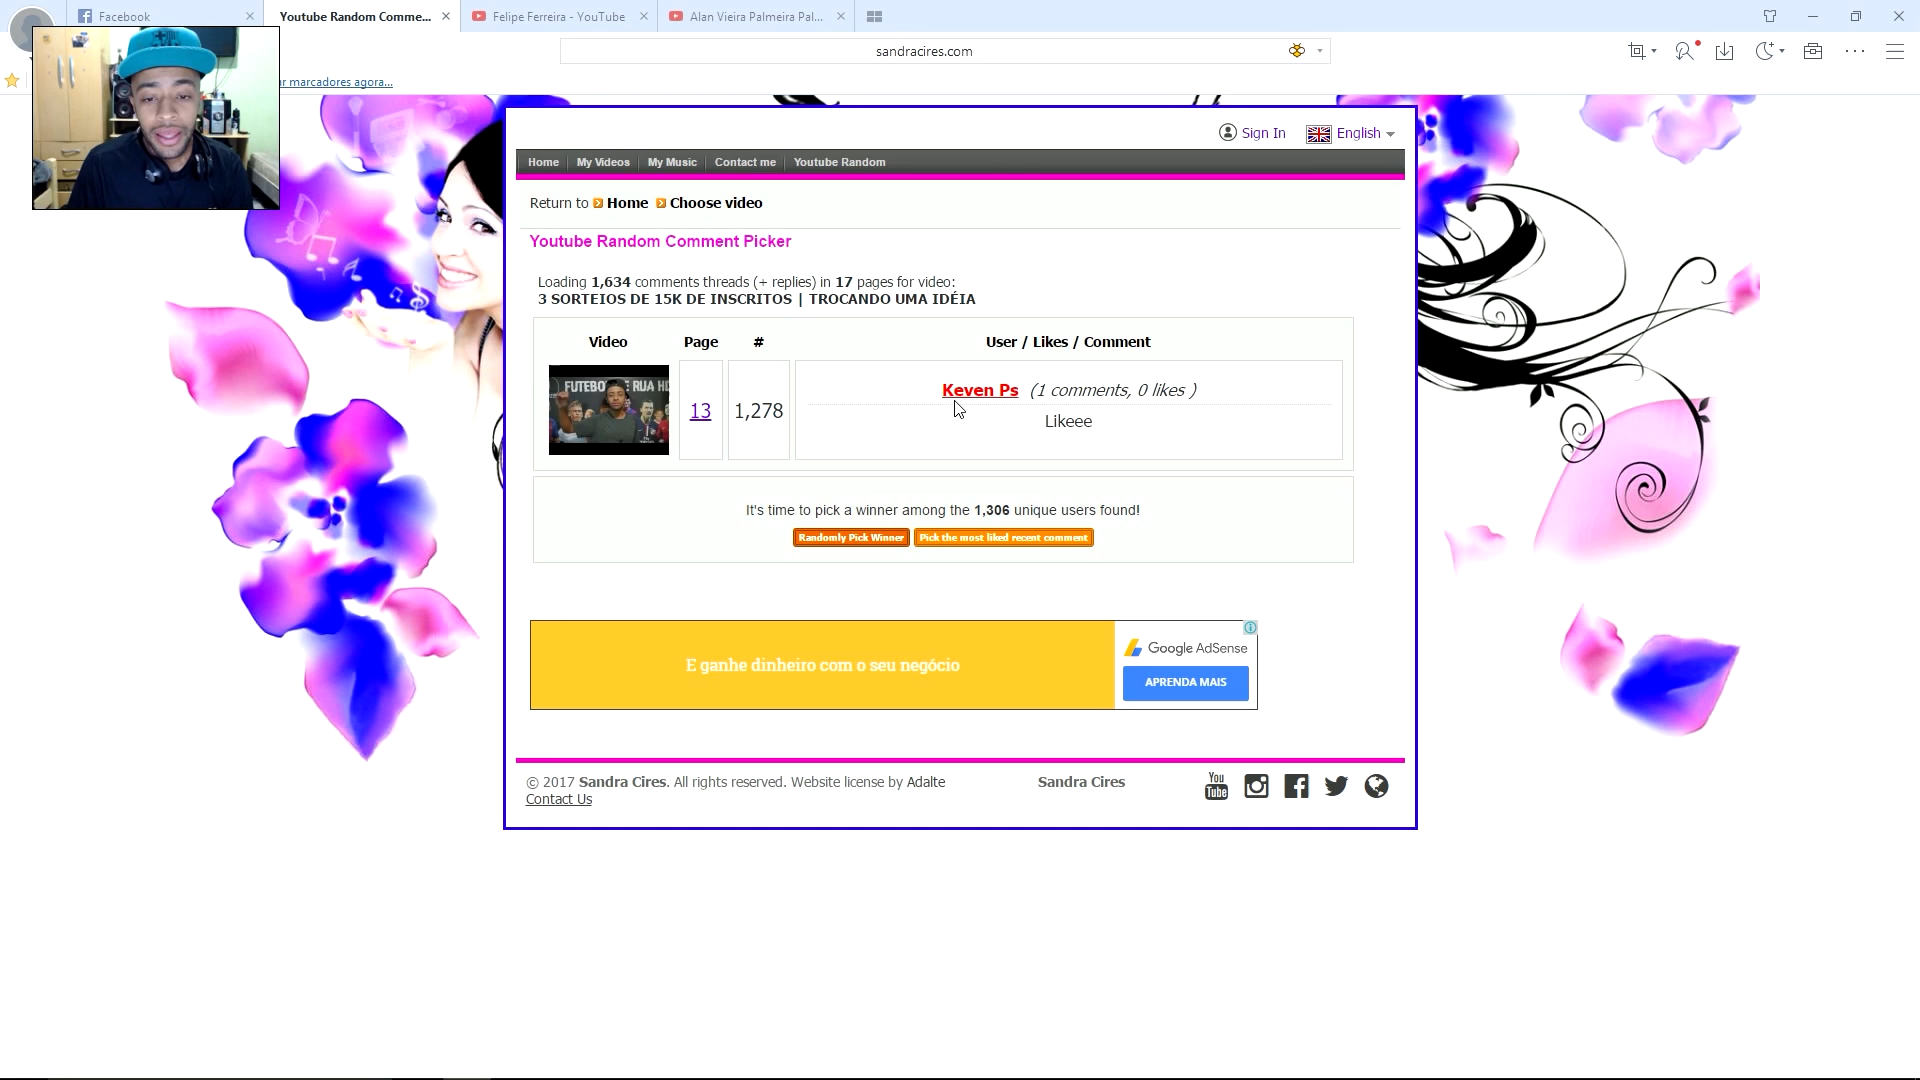 Facebook
Youtube Random Comme...
Felipe Ferreira - YouTube
Alan Vieira Palmeira Pal...
sandracires.com
r marcadores agora...
Sign In
English
Home
My Videos
My Music
Contact me
Youtube Random
Return to Home Choose video
Youtube Random Comment Picker
Loading 1,634 comments threads (+ replies) in 17 pages for video:
3 SORTEIOS DE 15K DE INSCRITOS | TROCANDO UMA IDÉIA
Video Page # User / Likes / Comment
FUTEBO E RUA HD
13 1,278
Keven Ps (1 comments, 0 likes )
Likeee
It's time to pick a winner among the 1,306 unique users found!
Randomly Pick Winner
Pick the most liked recent comment
E ganhe dinheiro com o seu negócio
Google AdSense
APRENDA MAIS
© 2017 Sandra Cires. All rights reserved. Website license by Adalte
Contact Us
Sandra Cires
You
Tube